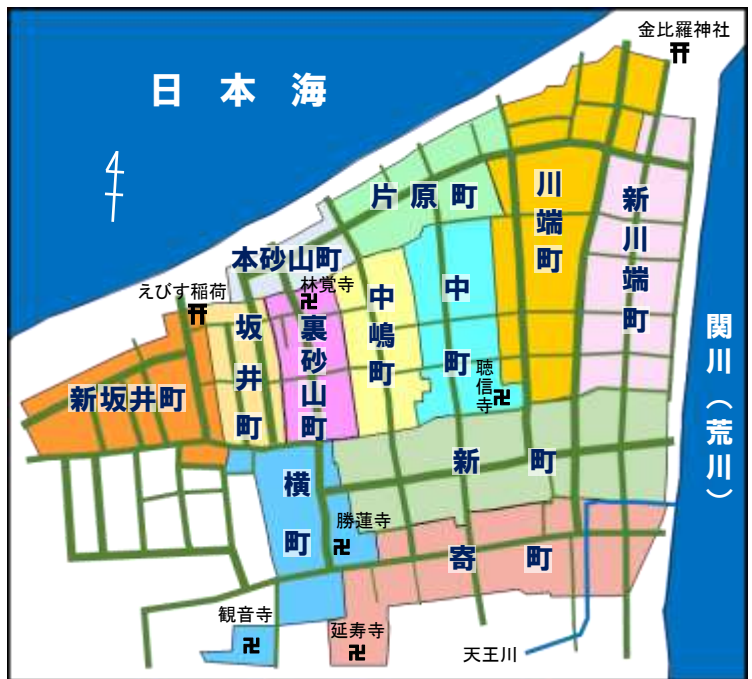 金比羅神社
日本海
片原町
川端町
新川端町
本砂山町
林覚寺
えびす稲荷
中嶋町
中町
坂井町
裏砂山町
関川（荒川）
聴信寺
新坂井町
新町
横町
勝蓮寺
寄町
観音寺
延寿寺
天王川